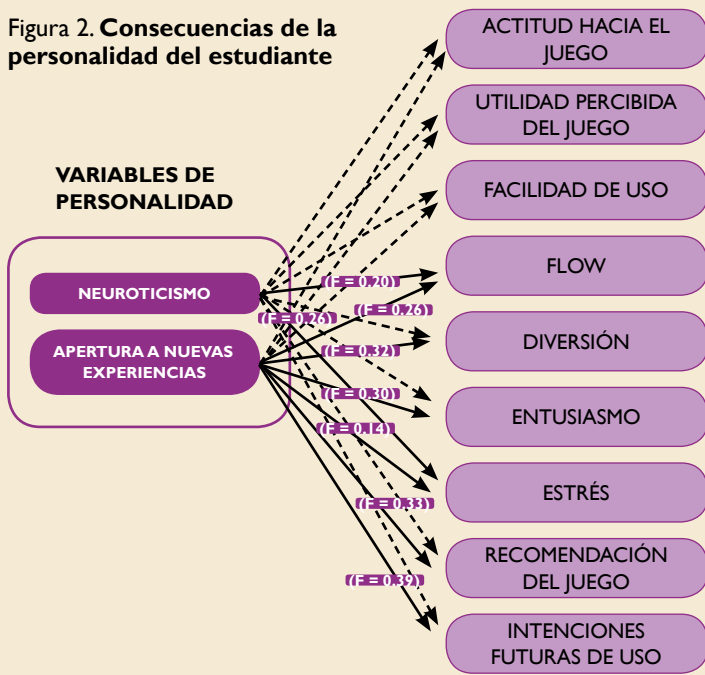 Figura 2. Consecuencias de la
personalidad del estudiante
VARIABLES DE
PERSONALIDAD
NEUROTICISMO
APERTURA A NUEVAS
EXPERIENCIAS
(F = 0.20)
(F = 0.26)
(F = 0.26)
(F = 0.32)
(F = 0.30)
(F = 0.14)
(F = 0.33)
(F = 0.39)
ACTITUD HACIA EL
JUEGO
UTILIDAD PERCIBIDA
DEL JUEGO
FACILIDAD DE USO
FLOW
DIVERSIÓN
ENTUSIASMO
ESTRÉS
RECOMENDACIÓN
DEL JUEGO
INTENCIONES
FUTURAS DE USO